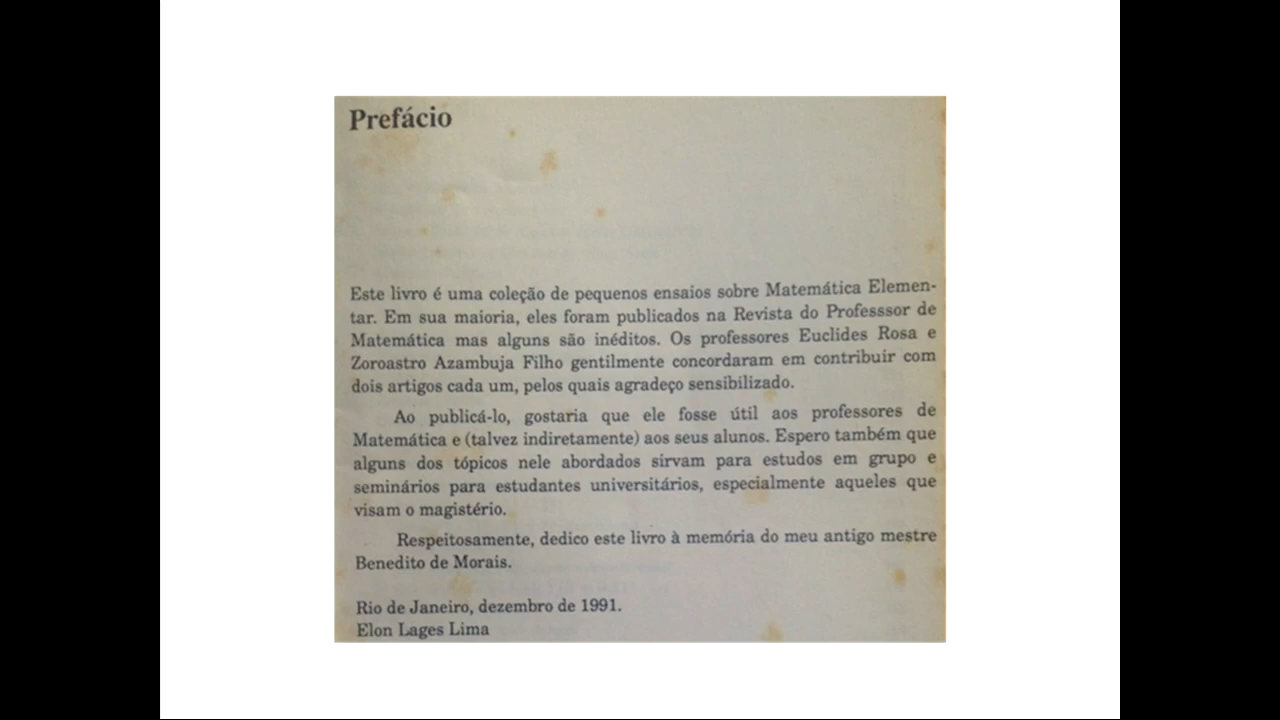 Prefácio
Este livro é uma coleção de pequenos ensaios sobre Matemática Elemen-
tar. Em sua maioria, eles foram publicados na Revista do Professsor de
Matemática mas alguns são inéditos. Os professores Euclides Rosa e
Zoroastro Azambuja Filho gentilmente concordaram em contribuir com
dois artigos cada um, pelos quais agradeço sensibilizado.
Ao publicá-lo, gostaria que ele fosse útil aos professores de
Matemática e (talvez indiretamente) aos seus alunos. Espero também que
alguns dos tópicos nele abordados sirvam para estudos em grupo e
seminários para estudantes universitários, especialmente aqueles que
visam o magistério.
Respeitosamente, dedico este livro à memória do meu antigo mestre
Benedito de Morais.
Rio de Janeiro, dezembro de 1991.
Elon Lages Lima